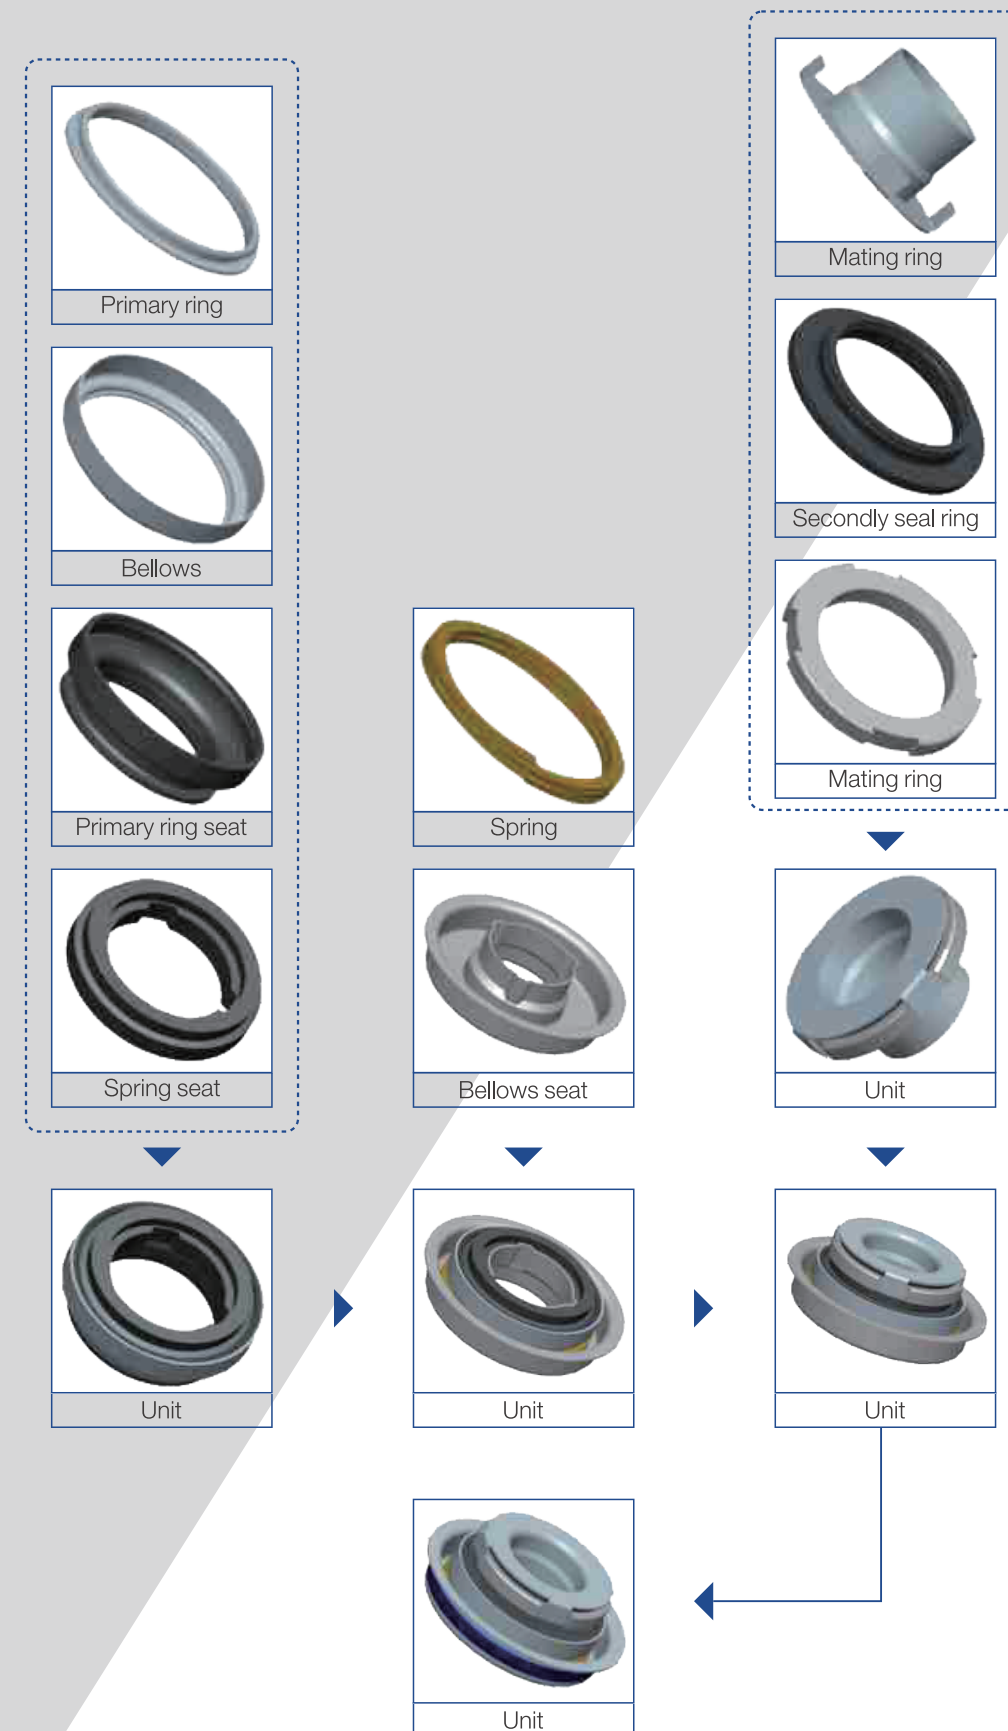 Primary ring
Bellows
Primary ring seat
Spring seat
Unit
Spring
Bellows seat
Unit
Unit
Mating ring
Secondly seal ring
Mating ring
Unit
Unit